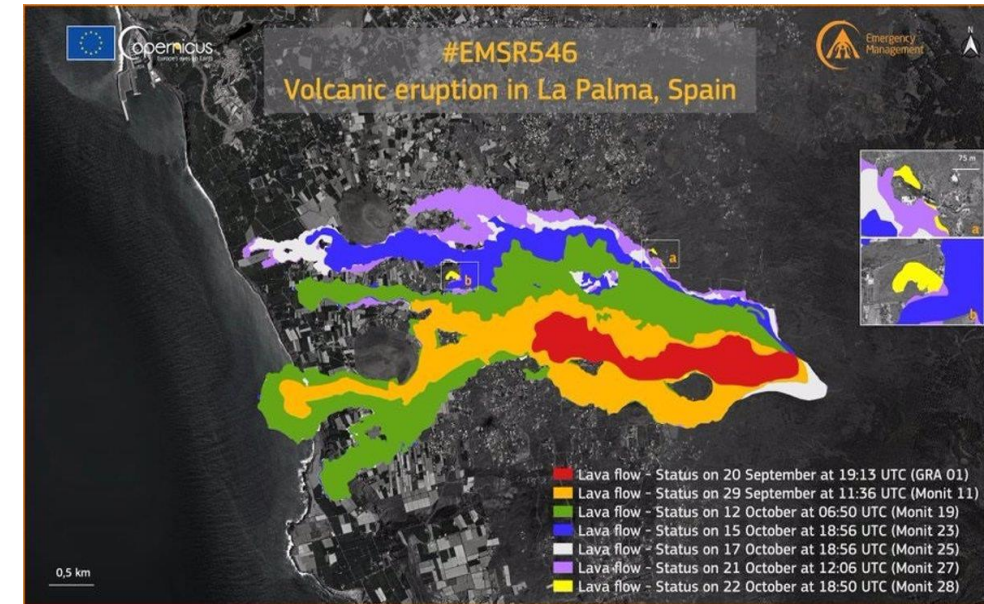 Copernicus
Europe's eyes on Earth
#EMSR546
Volcanic eruption in La Palma, Spain
Emergency
Management
N
75 m
a
b
a
b
Lava flow - Status on 20 September at 19:13 UTC (GRA 01)
Lava flow - Status on 29 September at 11:36 UTC (Monit 11)
Lava flow - Status on 12 October at 06:50 UTC (Monit 19)
Lava flow - Status on 15 October at 18:56 UTC (Monit 23)
Lava flow - Status on 17 October at 18:56 UTC (Monit 25)
Lava flow - Status on 21 October at 12:06 UTC (Monit 27)
Lava flow - Status on 22 October at 18:50 UTC (Monit 28)
0,5 km